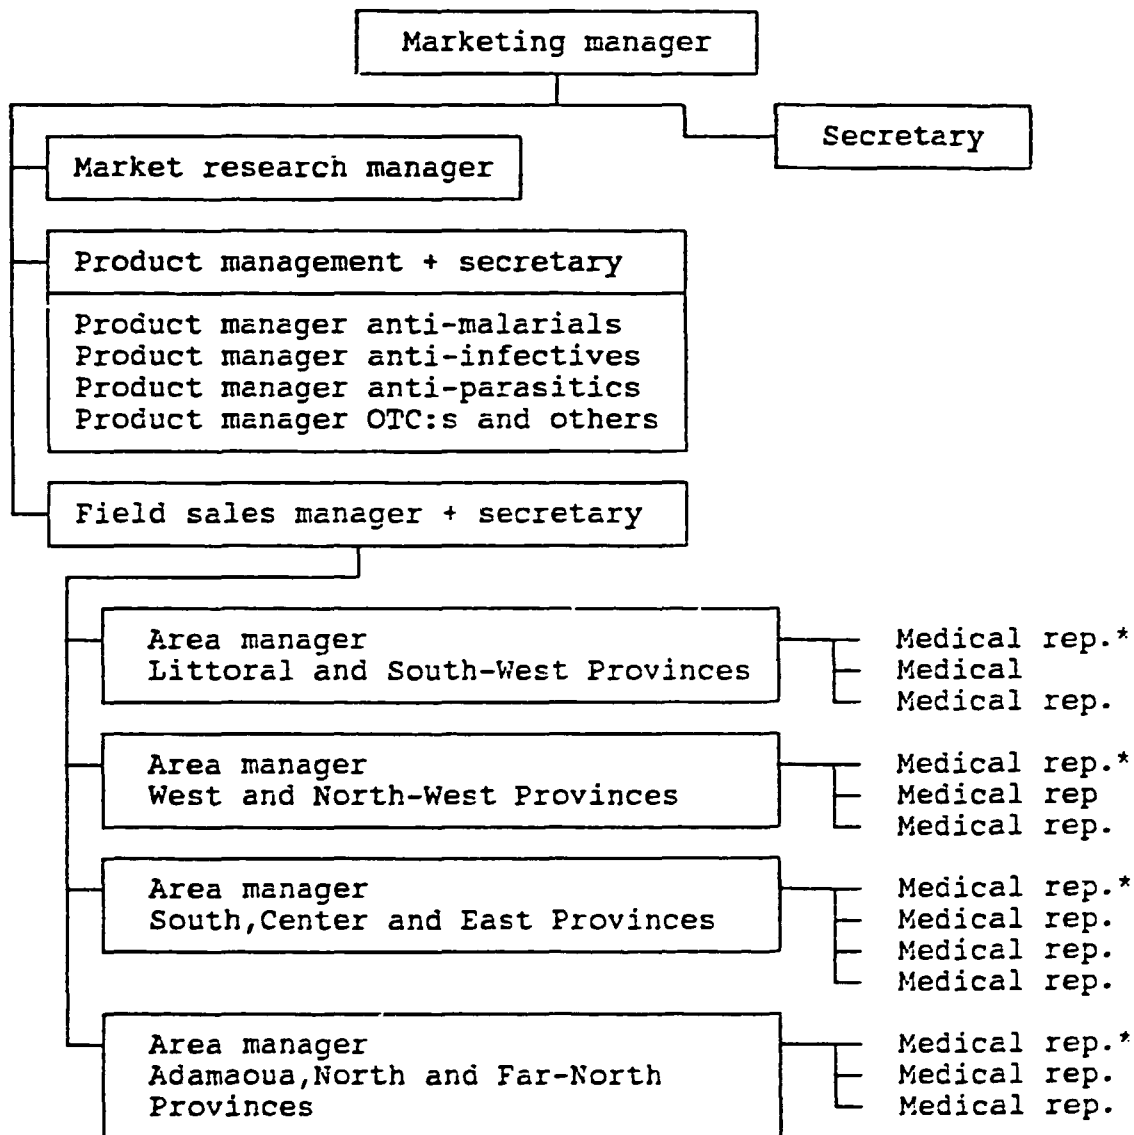 Marketing manager
Secretary
Market research manager
Product management + secretary
Product manager anti-malarials
Product manager anti-infectives
Product manager anti-parasitics
Product manager OTC:s and others
Field sales manager + secretary
Area manager
Littoral and South-West Provinces
Medical rep.*
Medical
Medical rep.
Area manager
West and North-West Provinces
Medical rep.*
Medical rep
Medical rep.
Area manager
South,Center and East Provinces
Medical rep.*
Medical rep.
Medical rep.
Medical rep.
Area manager
Adamaoua,North and Far-North
Provinces
Medical rep.*
Medical rep.
Medical rep.